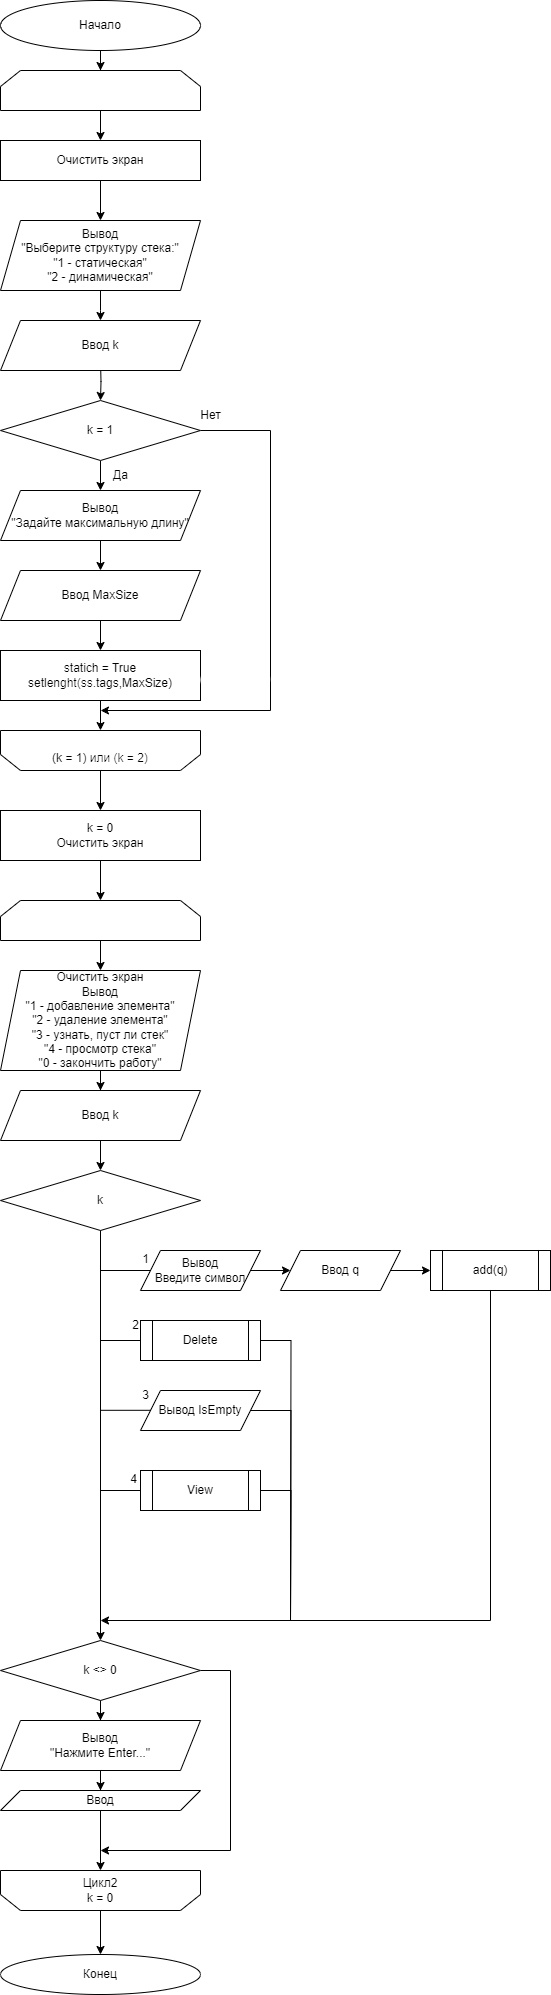 Начало
Очистить экран
Вывод
"Выберите структуру стека:"
"1 - статическая"
"2 - динамическая"
Ввод k
k = 1
Нет
Да
Вывод
"Задайте максимальную длину"
Ввод MaxSize
statich = True
setlenght(ss.tags,MaxSize)
(k = 1) или (k = 2)
k = 0
Очистить экран
Очистить экран
Вывод
"1 - добавление элемента"
"2 - удаление элемента"
"3 - узнать, пуст ли стек"
"4 - просмотр стека"
"0 - закончить работу"
Ввод k
k
1
Вывод
Введите символ
Ввод q
add(q)
2
Delete
3
Вывод IsEmpty
4
View
k <> 0
Вывод
"Нажмите Enter..."
Ввод
Цикл2
k = 0
Конец